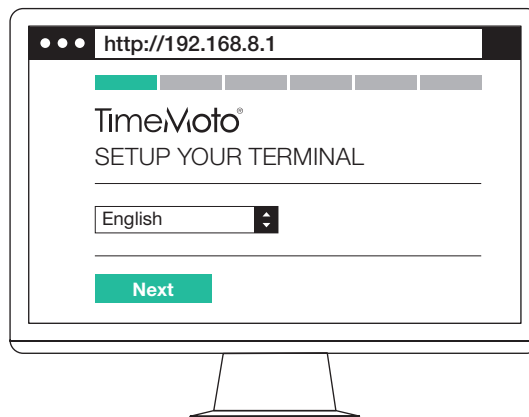 http://192.168.8.1
TimeMoto®
SETUP YOUR TERMINAL
English
Next